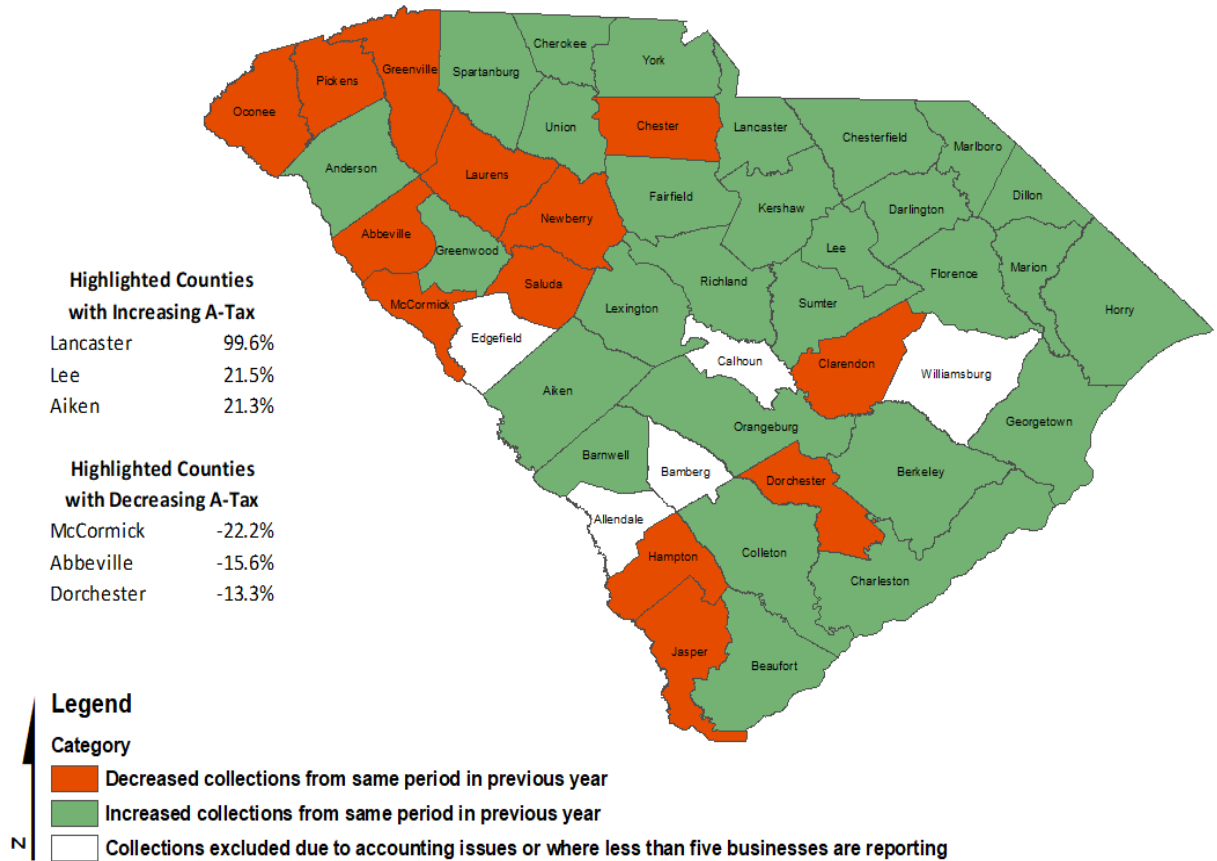 Cherokee
York
Spartanburg
Greenville
Pickens
Oconee
Union
Chester
Lancaster
Chesterfield
Marlboro
Anderson
Laurens
Fairfield
Kershaw
Darlington
Dillon
Newberry
Abbeville
Greenwood
Lee
Florence
Marion
Richland
Saluda
McCormick
Lexington
Sumter
Horry
Edgefield
Calhoun
Clarendon
Williamsburg
Aiken
Orangeburg
Georgetown
Barnwell
Bamberg
Dorchester
Berkeley
Allendale
Hampton
Colleton
Charleston
Jasper
Beaufort
Highlighted Counties
with Increasing A-Tax
Lancaster 99.6%
Lee 21.5%
Aiken 21.3%
Highlighted Counties
with Decreasing A-Tax
McCormick -22.2%
Abbeville -15.6%
Dorchester -13.3%
Legend
Category
Decreased collections from same period in previous year
Increased collections from same period in previous year
Collections excluded due to accounting issues or where less than five businesses are reporting
N